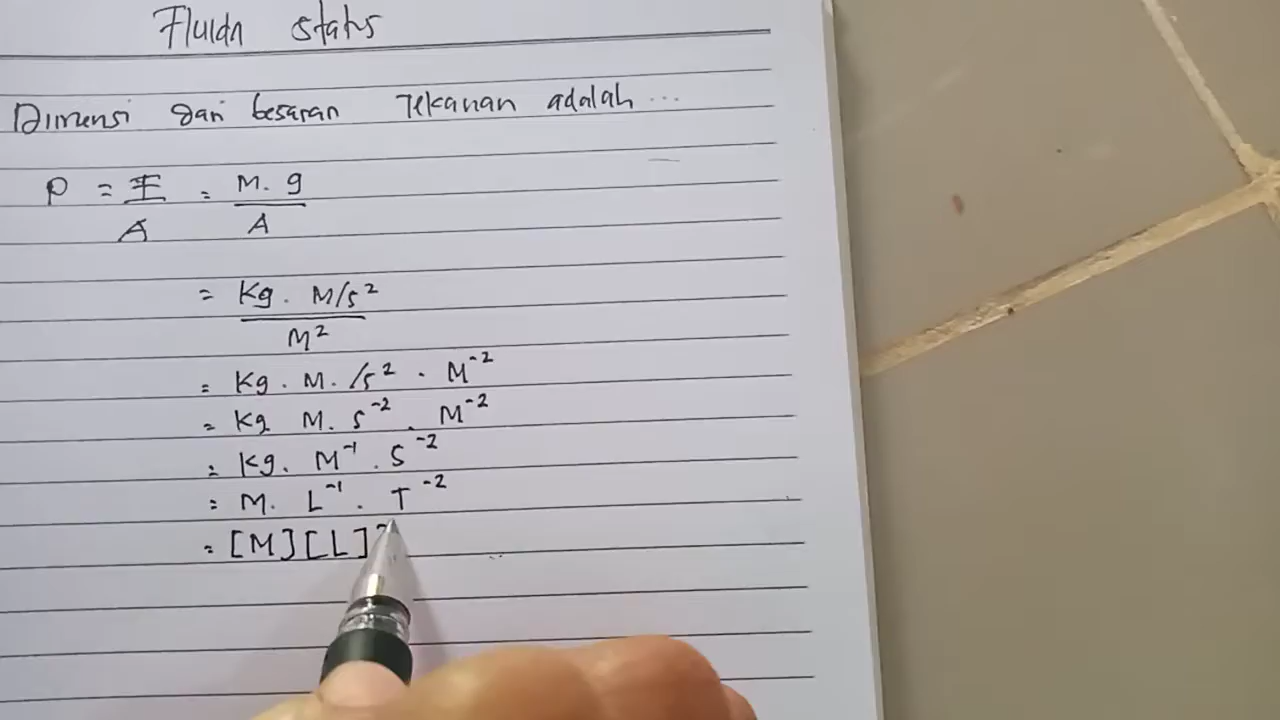 Fluida statis
Dimensi dari besaran Tekanan adalah ...
P = F/A = M. g/A
= Kg. M/s²/M²
= Kg. M. /s² . M⁻²
= Kg M. s⁻² . M⁻²
= Kg. M⁻¹ . S⁻²
= M. L⁻¹ . T⁻²
= [M][L]⁻